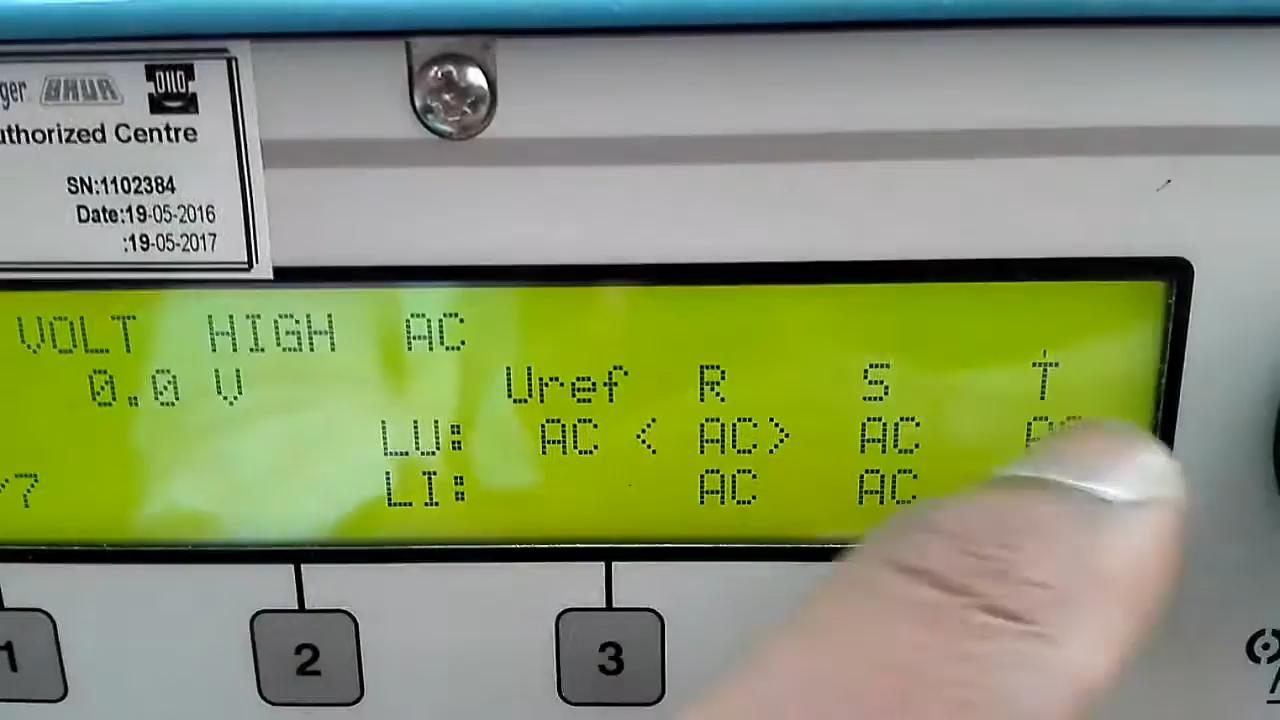 BAUR
uthorized Centre
SN:1102384
Date:19-05-2016
:19-05-2017
VOLT HIGH AC
0.0 V Uref R S T
LU: AC < AC> AC
?? LI: AC AC
1 2 3